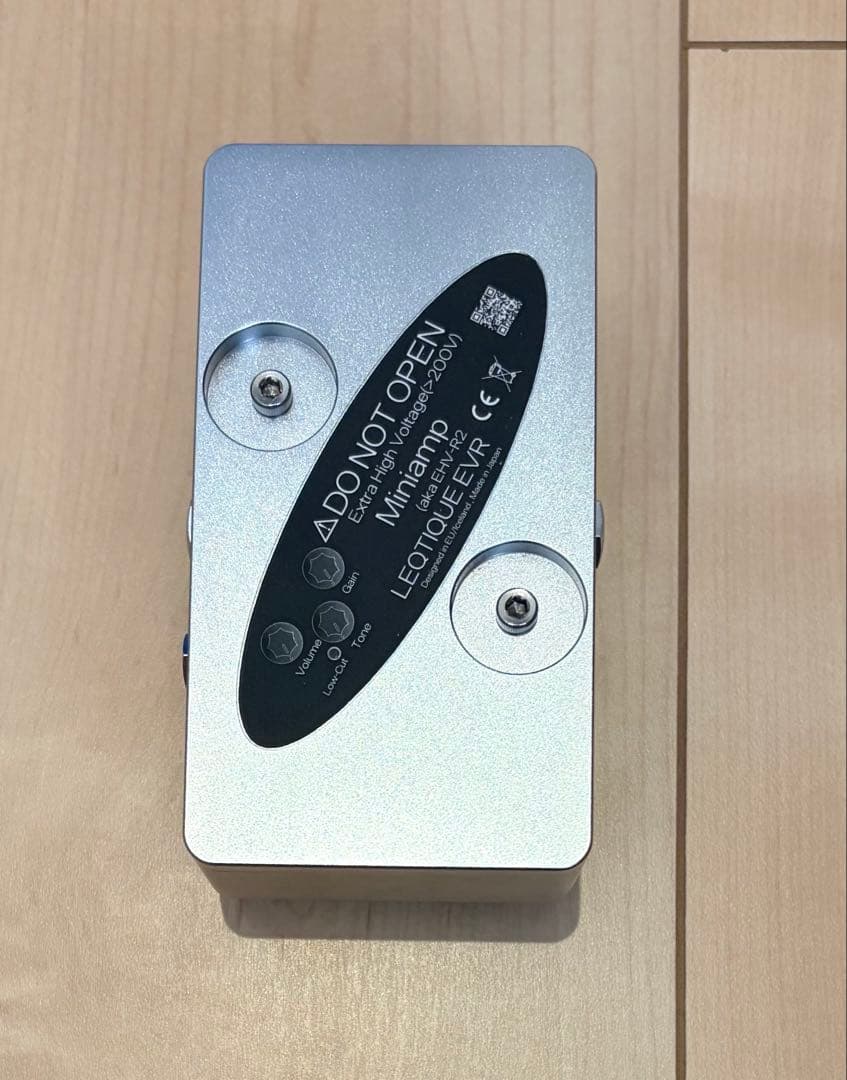 ⚠DO NOT OPEN
Extra High Voltage(>200V)
Miniamp
(aka EHV-R2
LEQTIQUE EVR
Designed in EU/Iceland, Made in Japan
CE
Gain
Tone
Volume
Low-Cut